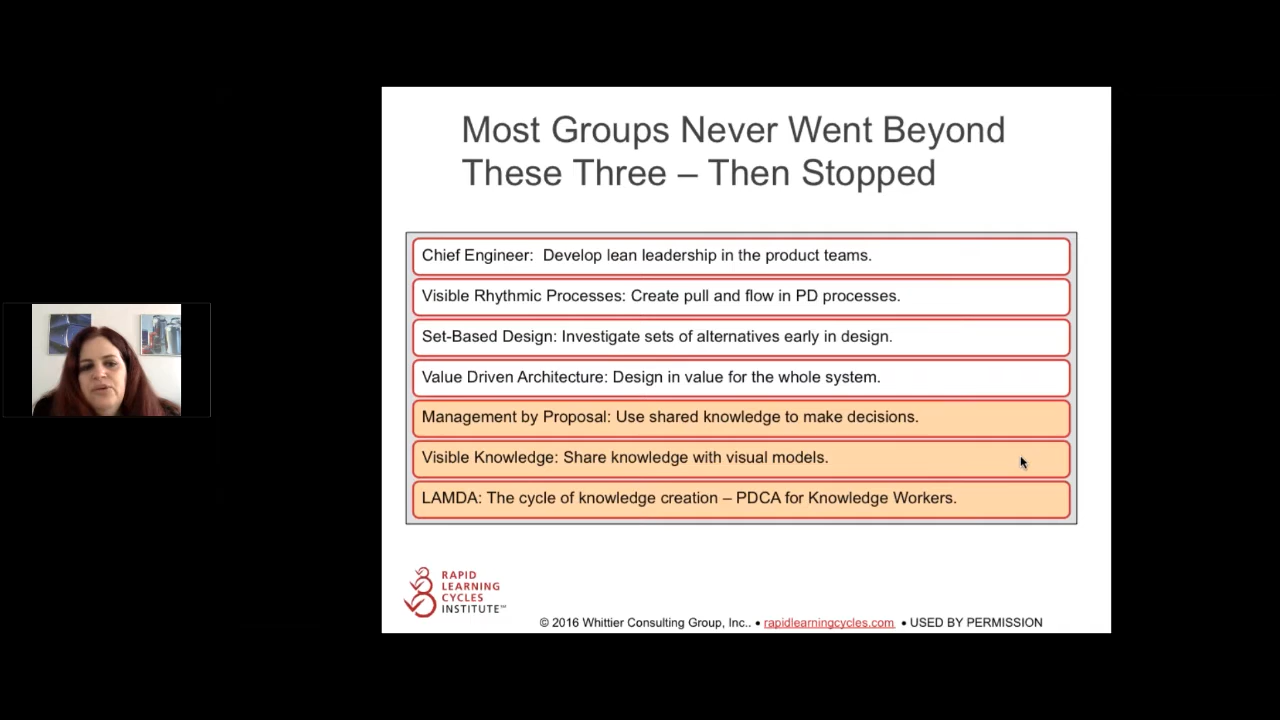 Most Groups Never Went Beyond
These Three – Then Stopped
Chief Engineer:  Develop lean leadership in the product teams.
Visible Rhythmic Processes: Create pull and flow in PD processes.
Set-Based Design: Investigate sets of alternatives early in design.
Value Driven Architecture: Design in value for the whole system.
Management by Proposal: Use shared knowledge to make decisions.
Visible Knowledge: Share knowledge with visual models.
LAMDA: The cycle of knowledge creation – PDCA for Knowledge Workers.
RAPID
LEARNING
CYCLES
INSTITUTE™
© 2016 Whittier Consulting Group, Inc.. • rapidlearningcycles.com • USED BY PERMISSION